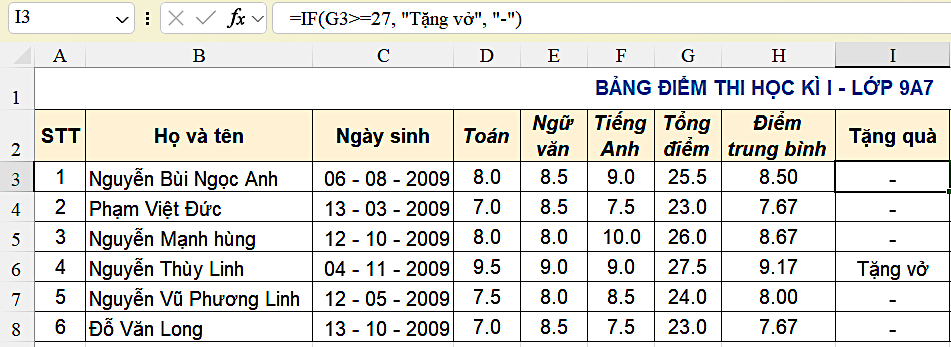 I3 fx =IF(G3>=27, "Tặng vở", "-")
A B C D E F G H I
1 BẢNG ĐIỂM THI HỌC KÌ I - LỚP 9A7
2 STT Họ và tên Ngày sinh Toán Ngữ văn Tiếng Anh Tổng điểm Điểm trung bình Tặng quà
3 1 Nguyễn Bùi Ngọc Anh 06 - 08 - 2009 8.0 8.5 9.0 25.5 8.50 -
4 2 Phạm Việt Đức 13 - 03 - 2009 7.0 8.5 7.5 23.0 7.67 -
5 3 Nguyễn Mạnh hùng 12 - 10 - 2009 8.0 8.0 10.0 26.0 8.67 -
6 4 Nguyễn Thùy Linh 04 - 11 - 2009 9.5 9.0 9.0 27.5 9.17 Tặng vở
7 5 Nguyễn Vũ Phương Linh 12 - 05 - 2009 7.5 8.0 8.5 24.0 8.00 -
8 6 Đỗ Văn Long 13 - 10 - 2009 7.0 8.5 7.5 23.0 7.67 -